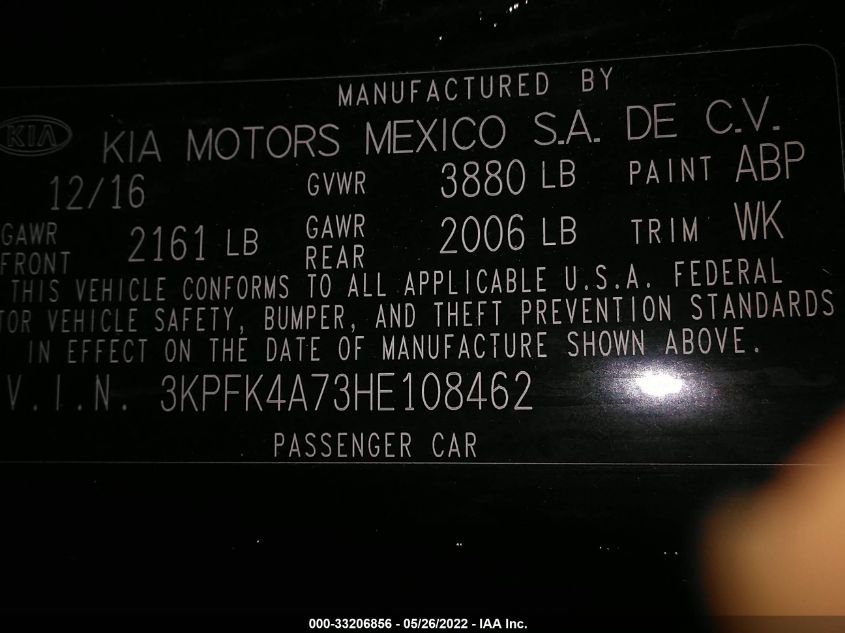 MANUFACTURED BY
KIA KIA MOTORS MEXICO S.A. DE C.V.
12/16 GVWR 3880 LB PAINT ABP
GAWR FRONT 2161 LB GAWR REAR 2006 LB TRIM WK
THIS VEHICLE CONFORMS TO ALL APPLICABLE U.S.A. FEDERAL
TOR VEHICLE SAFETY, BUMPER, AND THEFT PREVENTION STANDARDS
IN EFFECT ON THE DATE OF MANUFACTURE SHOWN ABOVE.
V.I.N. 3KPFK4A73HE108462
PASSENGER CAR
000-33206856 - 05/26/2022 - IAA Inc.